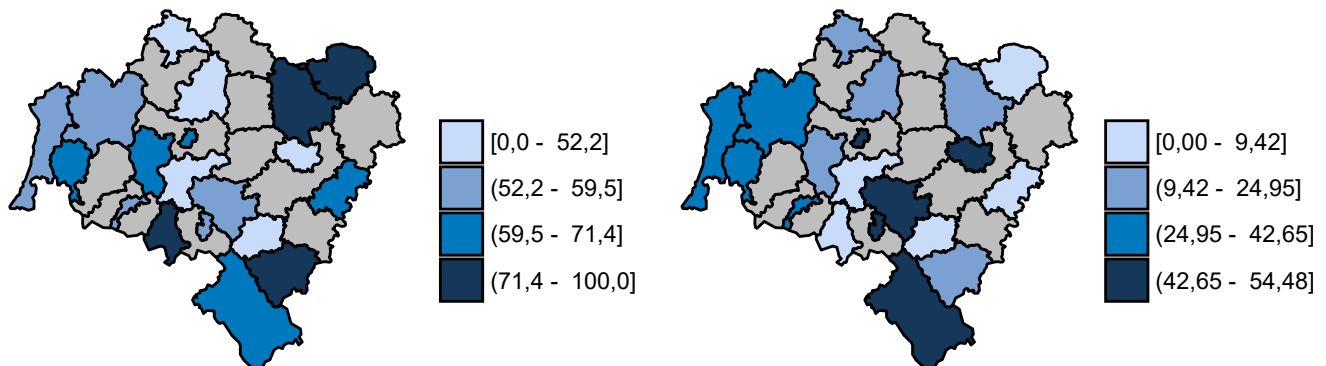 [0,0 - 52,2]
(52,2 - 59,5]
(59,5 - 71,4]
(71,4 - 100,0]
[0,00 - 9,42]
(9,42 - 24,95]
(24,95 - 42,65]
(42,65 - 54,48]